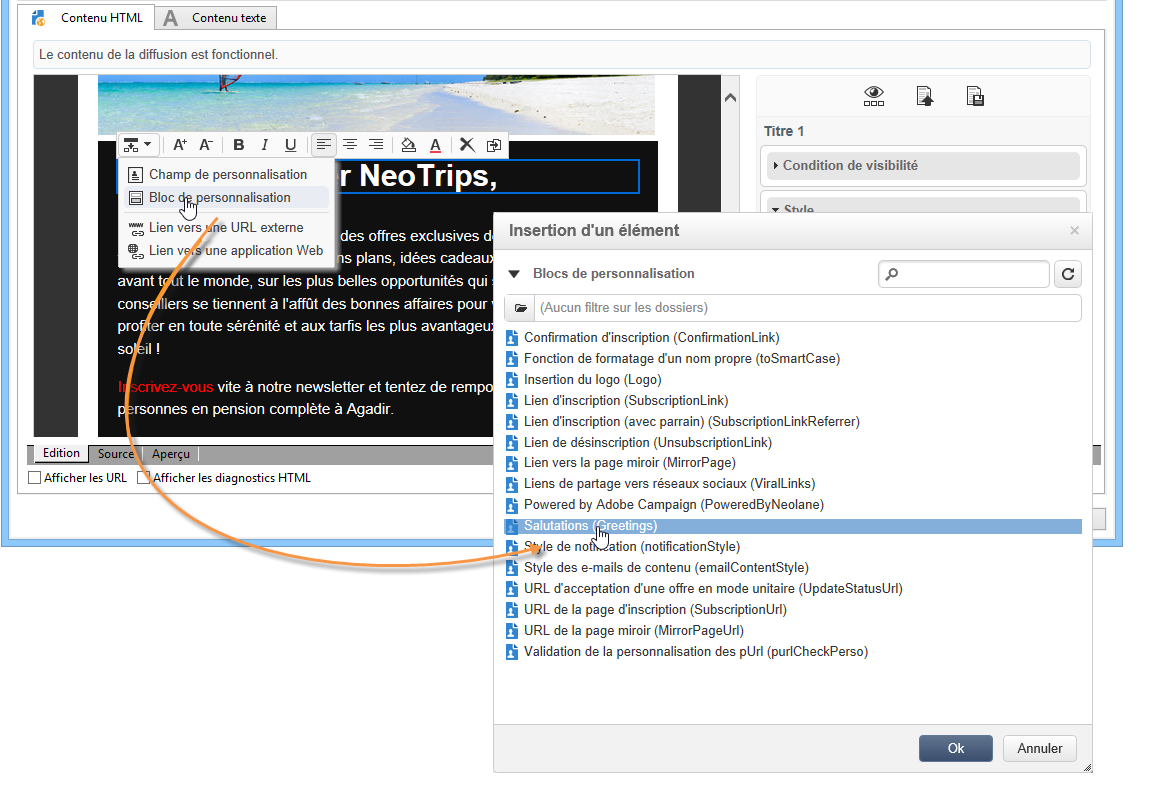 Contenu HTML
Contenu texte
Le contenu de la diffusion est fonctionnel.
A+ A- B I U A
Titre 1
Condition de visibilité
Style
Champ de personnalisation
Bloc de personnalisation
Lien vers une URL externe
Lien vers une application Web
r NeoTrips,
des offres exclusives d
ns plans, idées cadeaux
avant tout le monde, sur les plus belles opportunités qui
conseillers se tiennent à l'affût des bonnes affaires pour
profiter en toute sérénité et aux tarfis les plus avantageux
soleil !
Inscrivez-vous vite à notre newsletter et tentez de rempo
personnes en pension complète à Agadir.
Edition Source Aperçu
Afficher les URL Afficher les diagnostics HTML
Insertion d'un élément
Blocs de personnalisation
(Aucun filtre sur les dossiers)
Confirmation d'inscription (ConfirmationLink)
Fonction de formatage d'un nom propre (toSmartCase)
Insertion du logo (Logo)
Lien d'inscription (SubscriptionLink)
Lien d'inscription (avec parrain) (SubscriptionLinkReferrer)
Lien de désinscription (UnsubscriptionLink)
Lien vers la page miroir (MirrorPage)
Liens de partage vers réseaux sociaux (ViralLinks)
Powered by Adobe Campaign (PoweredByNeolane)
Salutations (Greetings)
Style de notification (notificationStyle)
Style des e-mails de contenu (emailContentStyle)
URL d'acceptation d'une offre en mode unitaire (UpdateStatusUrl)
URL de la page d'inscription (SubscriptionUrl)
URL de la page miroir (MirrorPageUrl)
Validation de la personnalisation des pUrl (purlCheckPerso)
Ok
Annuler